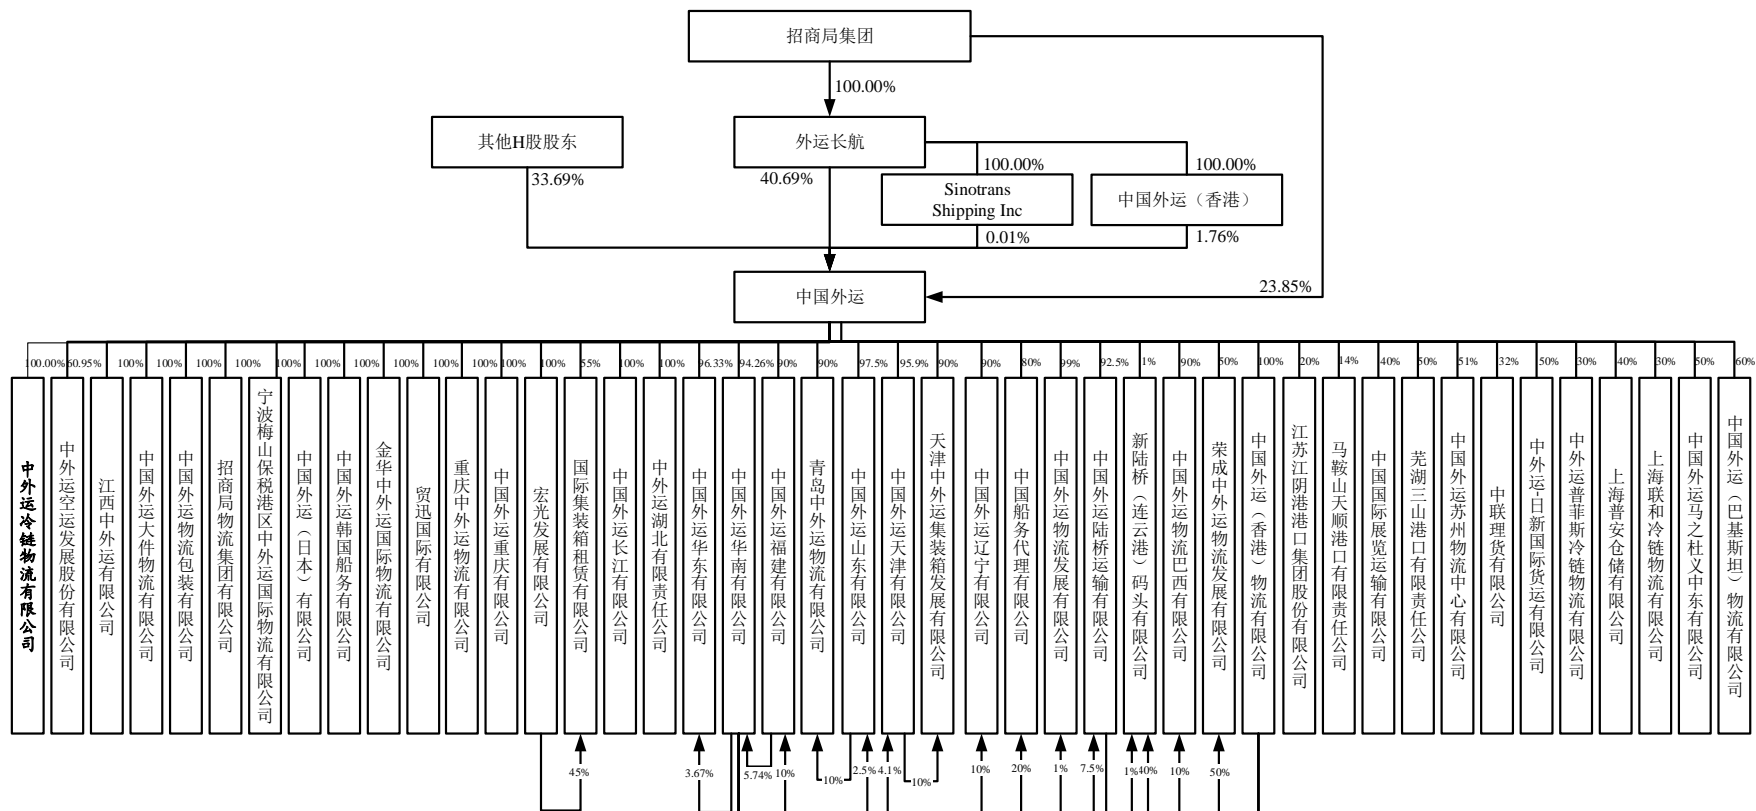 招商局集团
100.00%
其他H股股东
外运长航
33.69%
40.69%
100.00%
100.00%
Sinotrans
Shipping Inc
中国外运（香港）
0.01%
1.76%
中国外运
23.85%
100.00%
60.95%
100%
100%
100%
100%
100%
100%
100%
100%
100%
100%
100%
55%
100%
100%
96.33%
94.26%
90%
90%
97.5%
95.9%
90%
90%
80%
99%
92.5%
1%
90%
50%
100%
20%
14%
40%
50%
51%
32%
50%
30%
40%
30%
50%
60%
中外运冷链物流有限公司
中外运空运发展股份有限公司
江西中外运有限公司
中国外运大件物流有限公司
中国外运物流包装有限公司
招商局物流集团有限公司
宁波梅山保税港区中外运国际物流有限公司
中国外运（日本）有限公司
中国外运韩国船务有限公司
金华中外运国际物流有限公司
贸迅国际有限公司
重庆中外运物流有限公司
中国外运重庆有限公司
宏光发展有限公司
国际集装箱租赁有限公司
中国外运长江有限公司
中外运湖北有限责任公司
中国外运华东有限公司
中国外运华南有限公司
中国外运福建有限公司
青岛中外运物流有限公司
中国外运山东有限公司
中国外运天津有限公司
天津中外运集装箱发展有限公司
中国外运辽宁有限公司
中国船务代理有限公司
中国外运物流发展有限公司
中国外运陆桥运输有限公司
新陆桥（连云港）码头有限公司
中国外运物流巴西有限公司
荣成中外运物流发展有限公司
中国外运（香港）物流有限公司
江苏江阴港港口集团股份有限公司
马鞍山天顺港口有限责任公司
中国国际展览运输有限公司
芜湖三山港口有限责任公司
中国外运苏州物流中心有限公司
中联理货有限公司
中外运-日新国际货运有限公司
中外运普菲斯冷链物流有限公司
上海普安仓储有限公司
上海联和冷链物流有限公司
中国外运马之杜义中东有限公司
中国外运（巴基斯坦）物流有限公司
45%
3.67%
5.74%
10%
10%
2.5%
4.1%
10%
10%
20%
1%
7.5%
1%
40%
10%
50%